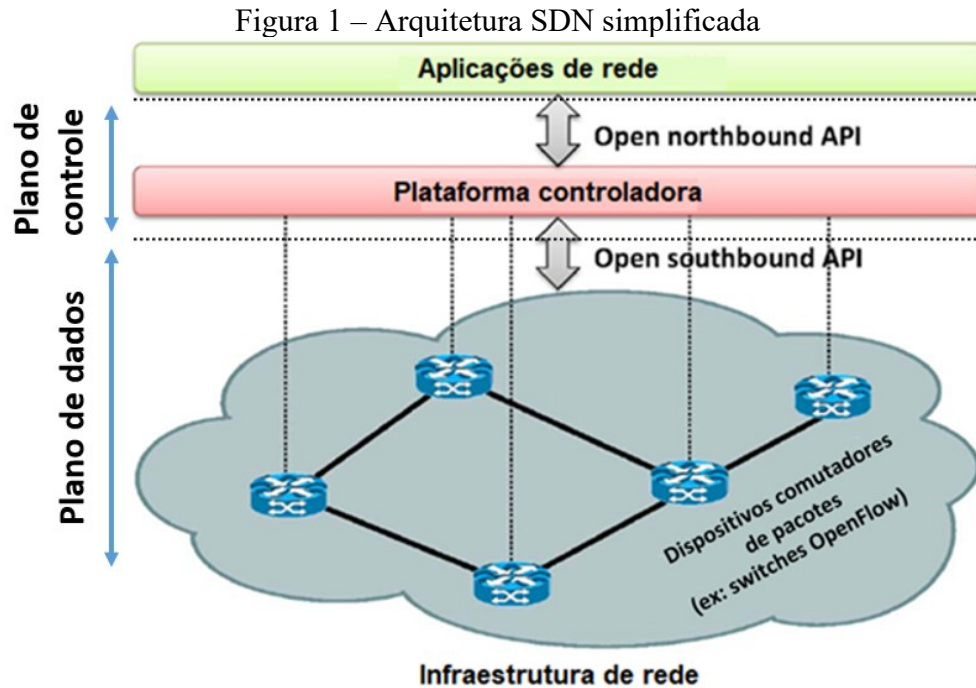 Figura 1 – Arquitetura SDN simplificada
Aplicações de rede
Open northbound API
Plano de
controle
Plataforma controladora
Open southbound API
Plano de dados
Dispositivos comutadores
de pacotes
(ex: switches OpenFlow)
Infraestrutura de rede